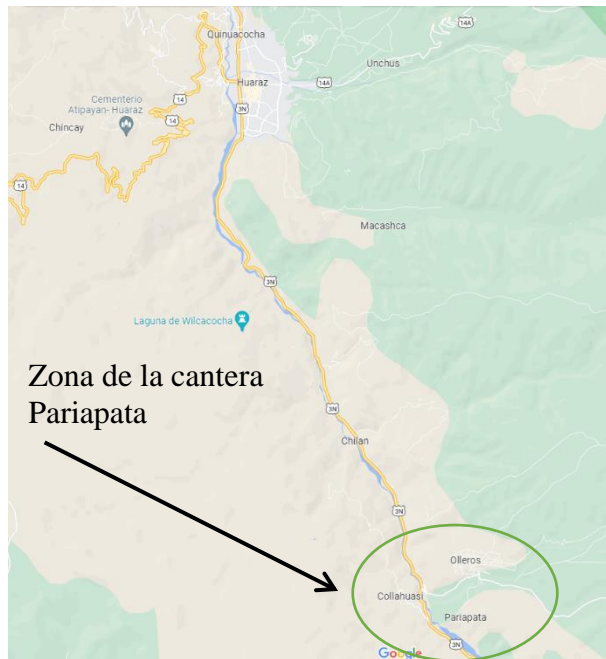 14A
Quinuacocha
Unchus
Huaraz
14A
Cementerio
Atipayan- Huaraz
14
3N
Chincay
14
14
Macashca
3N
Laguna de Wilcacocha
Zona de la cantera
Pariapata
3N
Chilan
3N
Olleros
Collahuasi
Pariapata
Google
3N